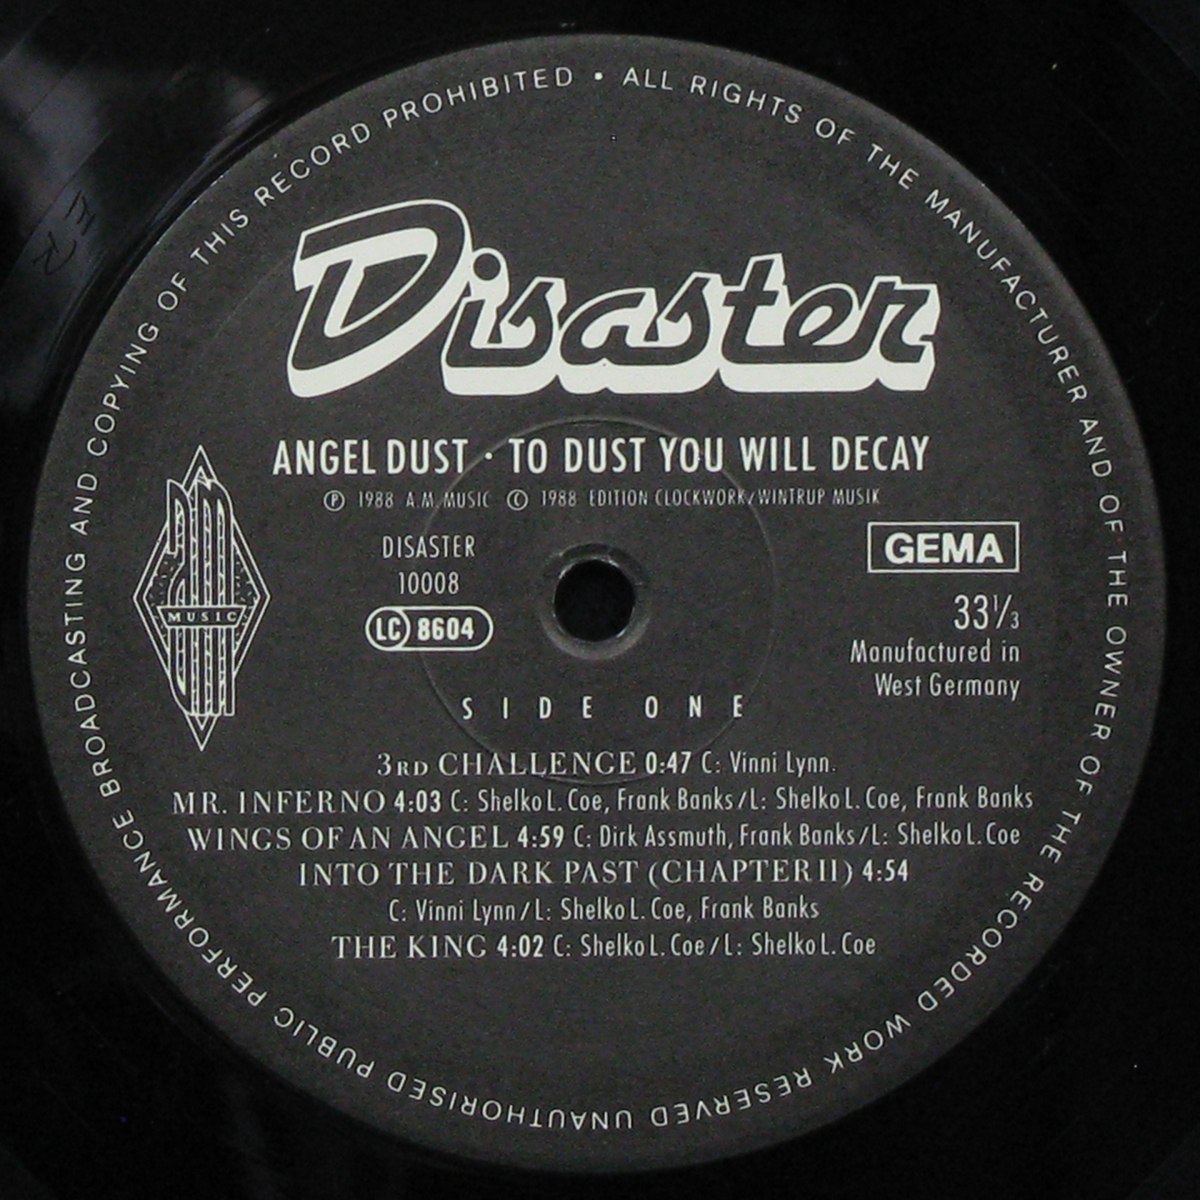 ALL RIGHTS OF THE MANUFACTURER AND OF THE OWNER OF THE RECORDED WORK RESERVED UNAUTHORISED PUBLIC PERFORMANCE BROADCASTING AND COPYING OF THIS RECORD PROHIBITED •
Disaster
ANGEL DUST · TO DUST YOU WILL DECAY
Ⓟ 1988 A.M. MUSIC © 1988 EDITION CLOCKWORK/WINTRUP MUSIK
AM
MUSIC
DISASTER
10008
LC 8604
GEMA
33⅓
Manufactured in
West Germany
SIDE ONE
3RD CHALLENGE 0:47 C: Vinni Lynn.
MR. INFERNO 4:03 C: Shelko L. Coe, Frank Banks/L: Shelko L. Coe, Frank Banks
WINGS OF AN ANGEL 4:59 C: Dirk Assmuth, Frank Banks/L: Shelko L. Coe
INTO THE DARK PAST (CHAPTER II) 4:54
C: Vinni Lynn/L: Shelko L. Coe, Frank Banks
THE KING 4:02 C: Shelko L. Coe/L: Shelko L. Coe